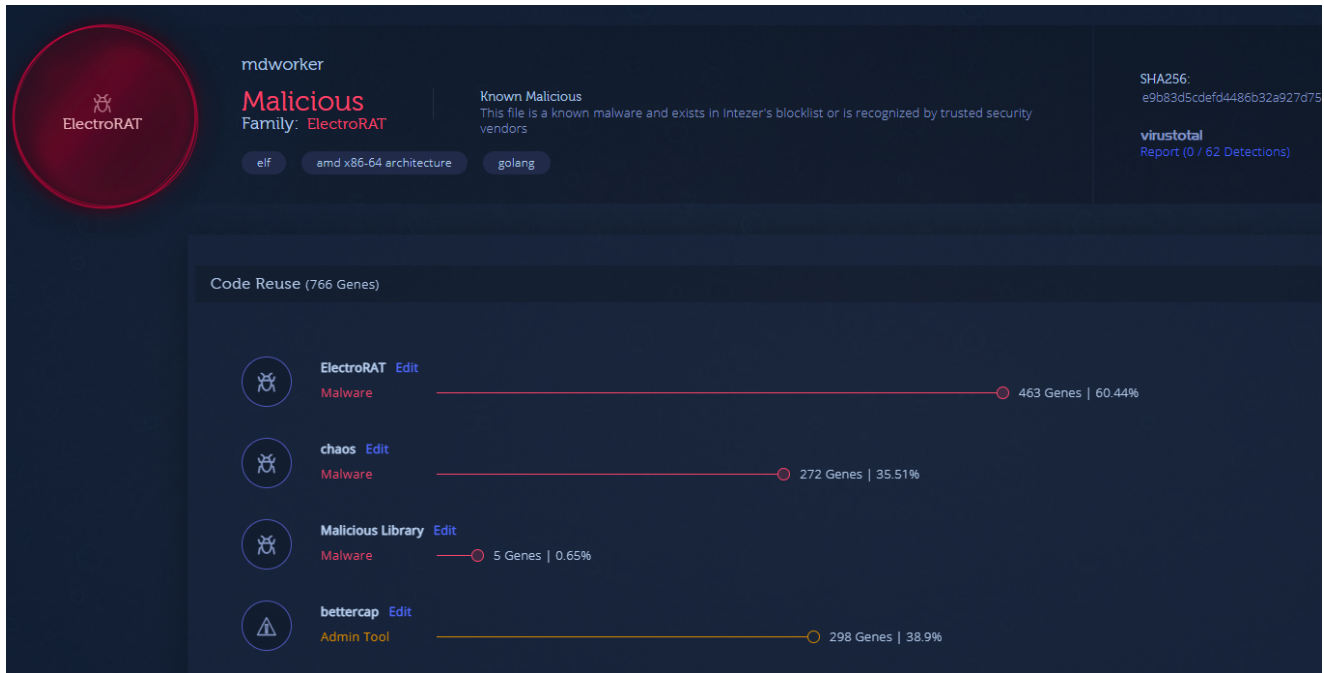 ElectroRAT
mdworker
Malicious
Family: ElectroRAT
elf amd x86-64 architecture golang
Known Malicious
This file is a known malware and exists in Intezer's blocklist or is recognized by trusted security
vendors
SHA256:
e9b83d5cdefd4486b32a927d75
virustotal
Report (0 / 62 Detections)
Code Reuse (766 Genes)
ElectroRAT Edit
Malware 463 Genes | 60.44%
chaos Edit
Malware 272 Genes | 35.51%
Malicious Library Edit
Malware 5 Genes | 0.65%
bettercap Edit
Admin Tool 298 Genes | 38.9%